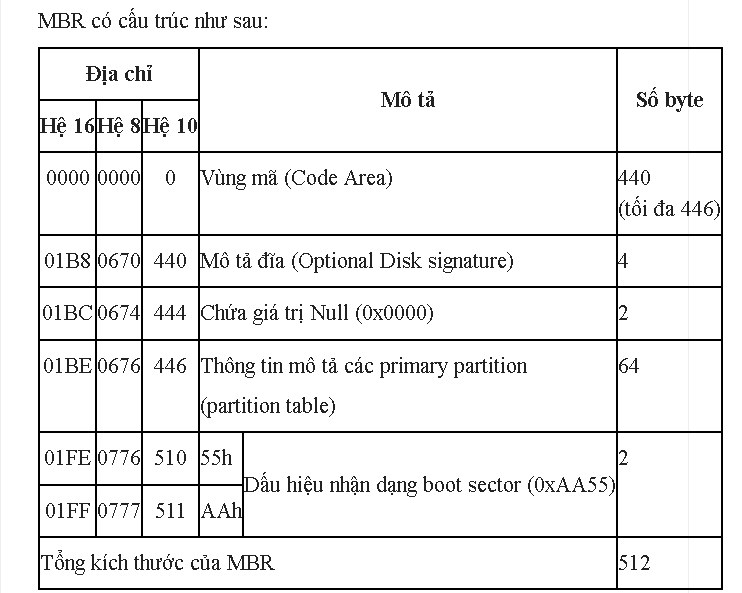 MBR có cấu trúc như sau:
Địa chỉ
Mô tả
Số byte
Hệ 16 Hệ 8 Hệ 10
0000 0000 0 Vùng mã (Code Area) 440
(tối đa 446)
01B8 0670 440 Mô tả đĩa (Optional Disk signature) 4
01BC 0674 444 Chứa giá trị Null (0x0000) 2
01BE 0676 446 Thông tin mô tả các primary partition 64
(partition table)
01FE 0776 510 55h 2
Dấu hiệu nhận dạng boot sector (0xAA55)
01FF 0777 511 AAh
Tổng kích thước của MBR 512